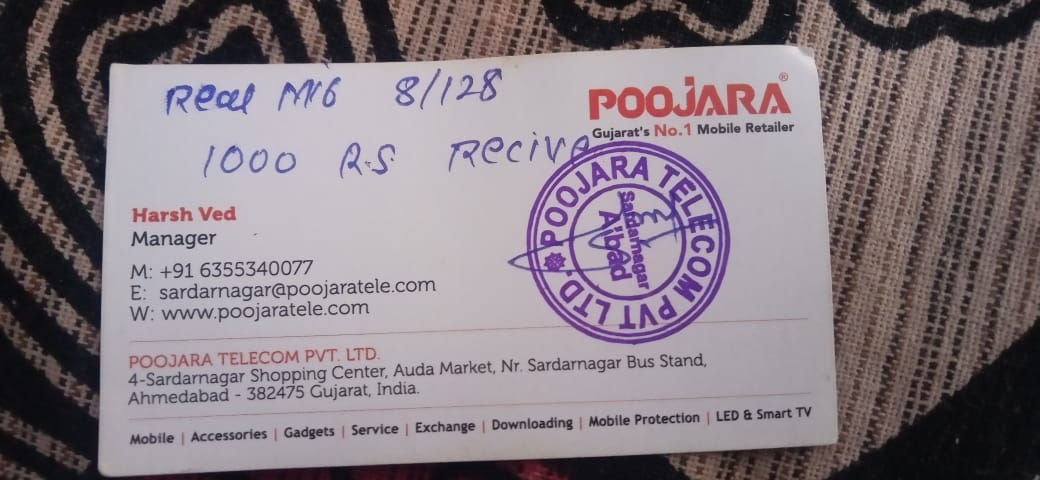 Real Mi6 8/128
1000 R.S Recive
POOJARA®
Gujarat's No.1 Mobile Retailer
Harsh Ved
Manager
M: +91 6355340077
E: sardarnagar@poojaratele.com
W: www.poojaratele.com
POOJARA TELECOM PVT. LTD.
Sardarnagar
A'bad
POOJARA TELECOM PVT. LTD.
4-Sardarnagar Shopping Center, Auda Market, Nr. Sardarnagar Bus Stand,
Ahmedabad - 382475 Gujarat, India.
Mobile | Accessories | Gadgets | Service | Exchange | Downloading | Mobile Protection | LED & Smart TV